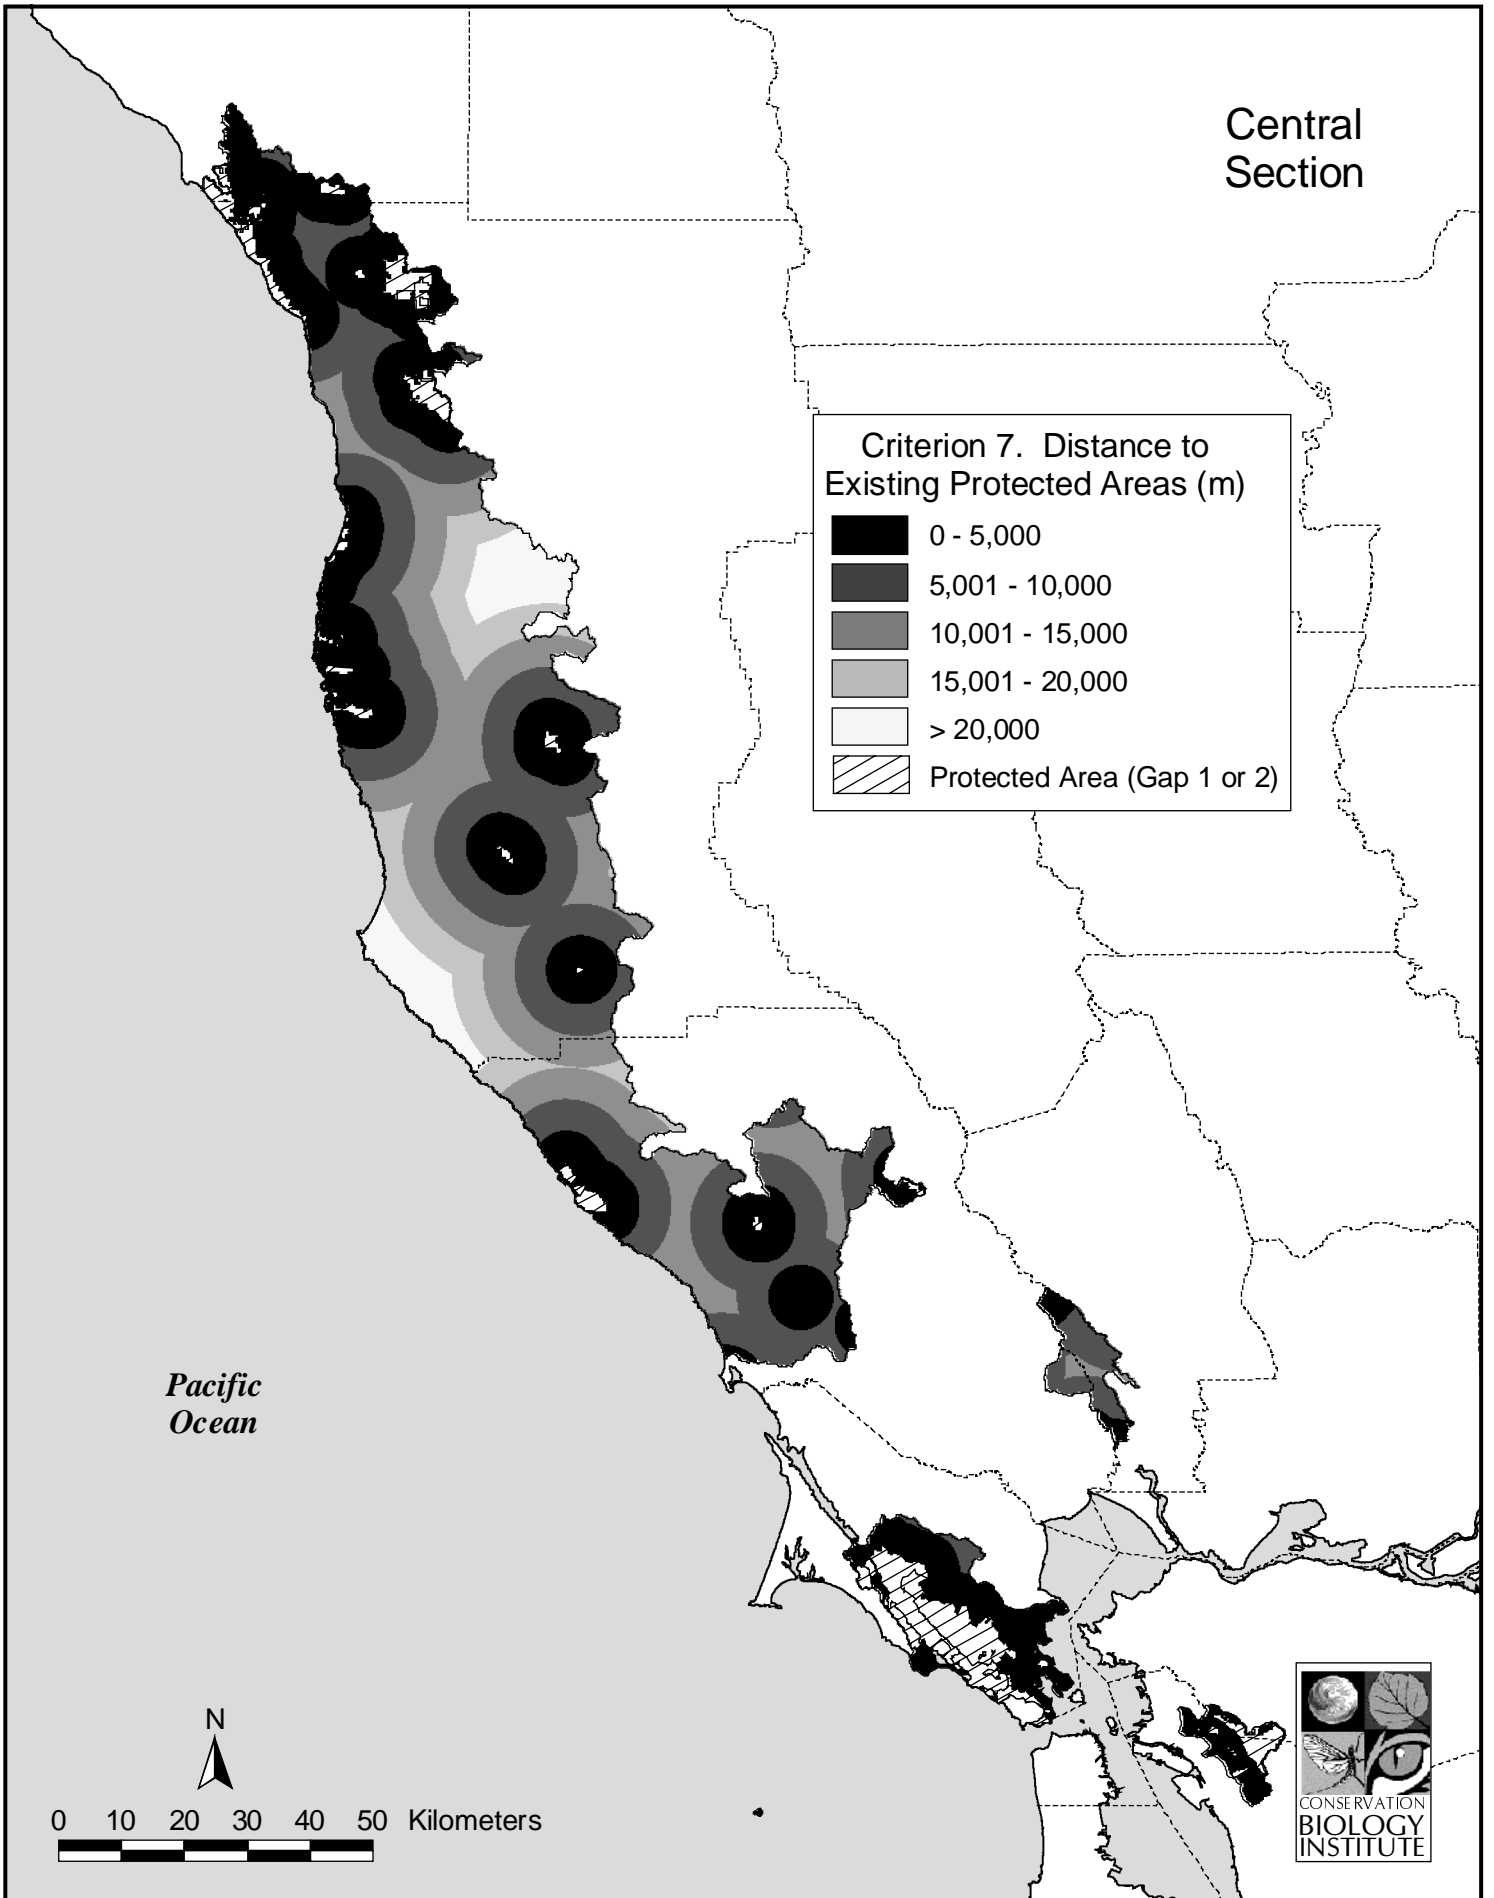 Central
Section
Criterion 7. Distance to
Existing Protected Areas (m)
0 - 5,000
5,001 - 10,000
10,001 - 15,000
15,001 - 20,000
> 20,000
Protected Area (Gap 1 or 2)
Pacific
Ocean
N
0 10 20 30 40 50 Kilometers
CONSERVATION
BIOLOGY
INSTITUTE